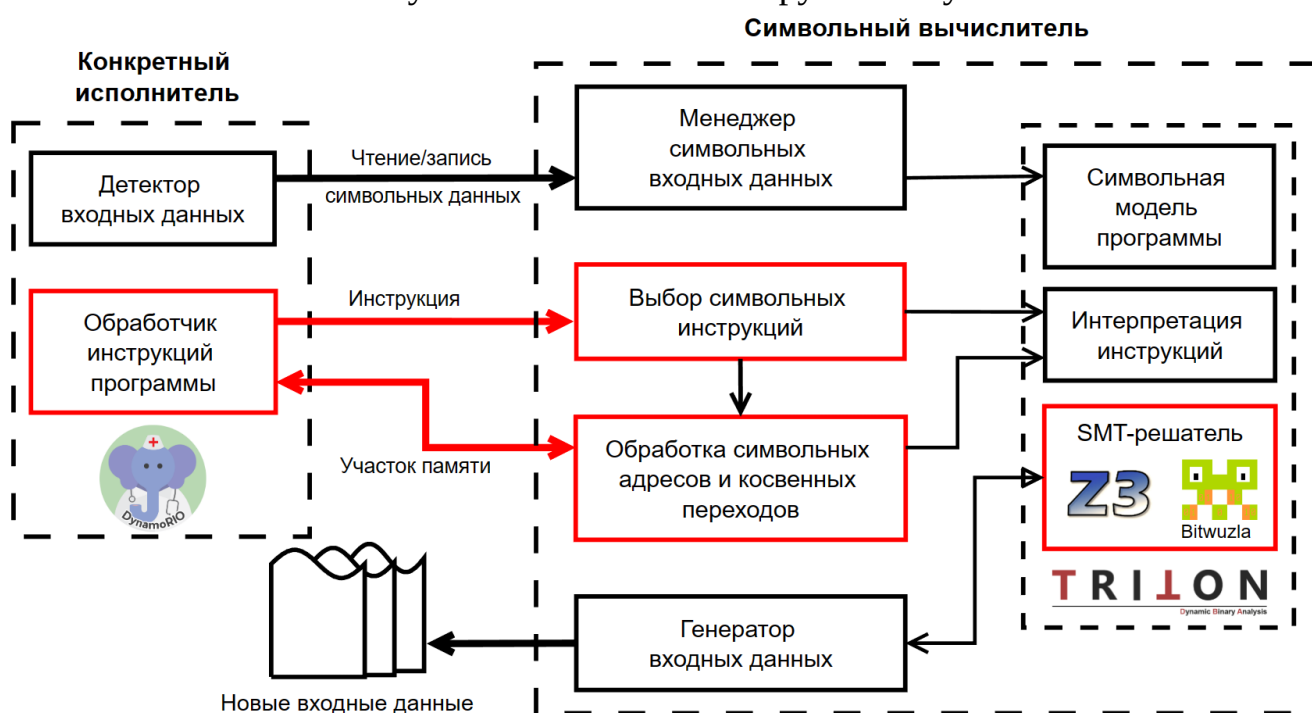 Символьный вычислитель
Конкретный
исполнитель
Детектор
входных данных
Чтение/запись
символьных данных
Менеджер
символьных
входных данных
Символьная
модель
программы
Обработчик
инструкций
программы
Инструкция
Выбор символьных
инструкций
Интерпретация
инструкций
Участок памяти
Обработка символьных
адресов и косвенных
переходов
SMT-решатель
Z3
Bitwuzla
DynamoRIO
TRITON
Dynamic Binary Analysis
Генератор
входных данных
Новые входные данные